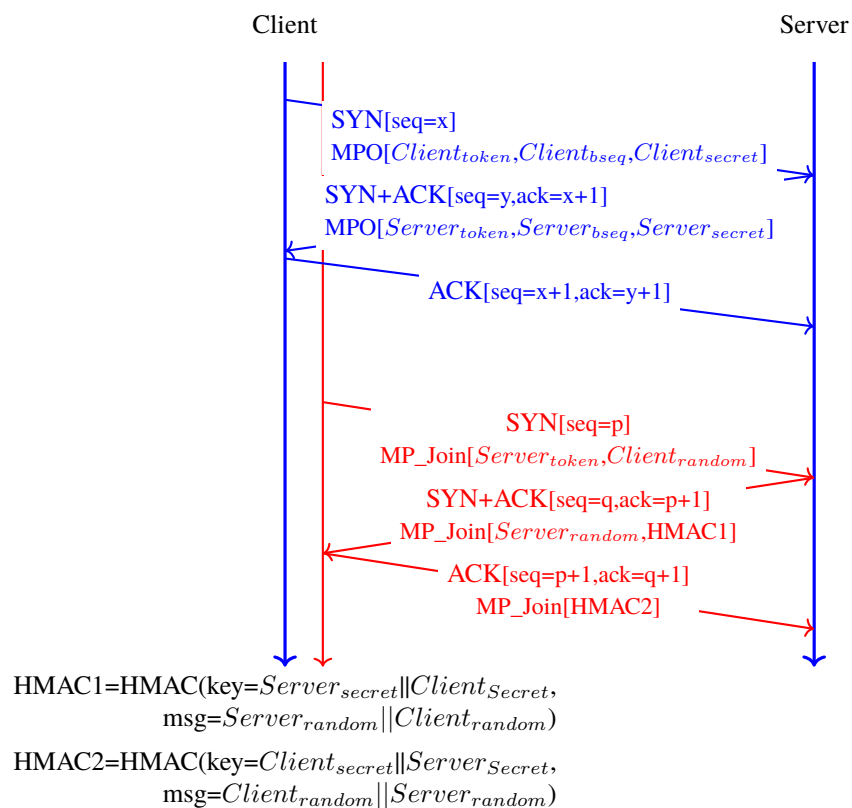 Client Server
SYN[seq=x]
MPO[Client_token,Client_bseq,Client_secret]
SYN+ACK[seq=y,ack=x+1]
MPO[Server_token,Server_bseq,Server_secret]
ACK[seq=x+1,ack=y+1]
SYN[seq=p]
MP_Join[Server_token,Client_random]
SYN+ACK[seq=q,ack=p+1]
MP_Join[Server_random,HMAC1]
ACK[seq=p+1,ack=q+1]
MP_Join[HMAC2]
HMAC1=HMAC(key=Server_secret||Client_Secret,
msg=Server_random||Client_random)
HMAC2=HMAC(key=Client_secret||Server_Secret,
msg=Client_random||Server_random)